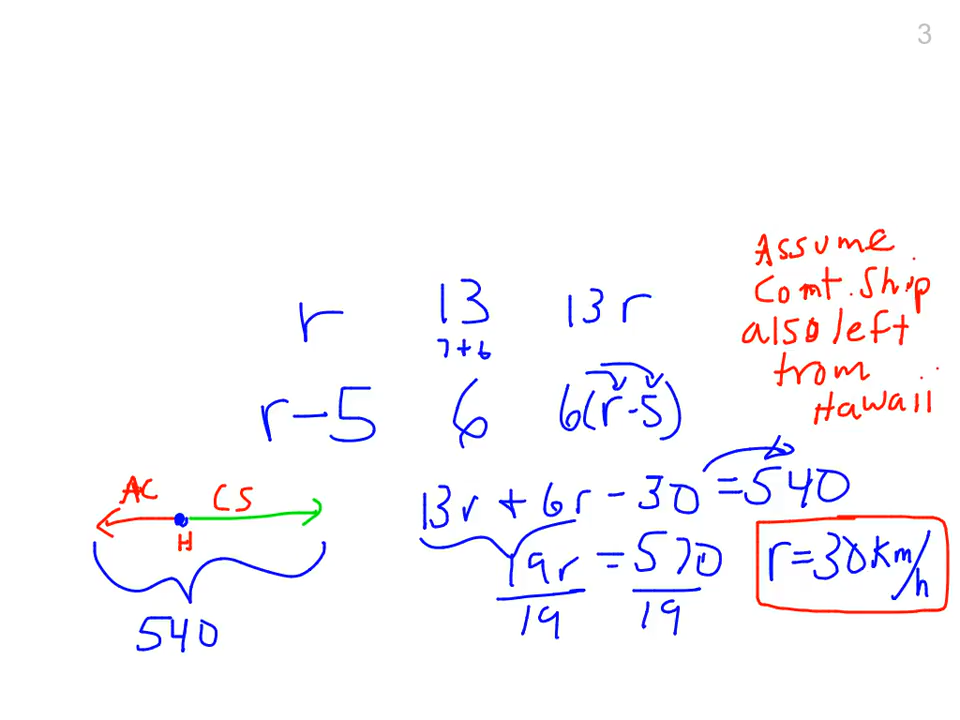 3
Assume
Cont. Ship
also left
from
Hawaii
r 13 13r
7+6
r-5 6 6(r-5)
13r + 6r - 30 = 540
19r = 570
19 19
r = 30 km/h
AC CS
H
540